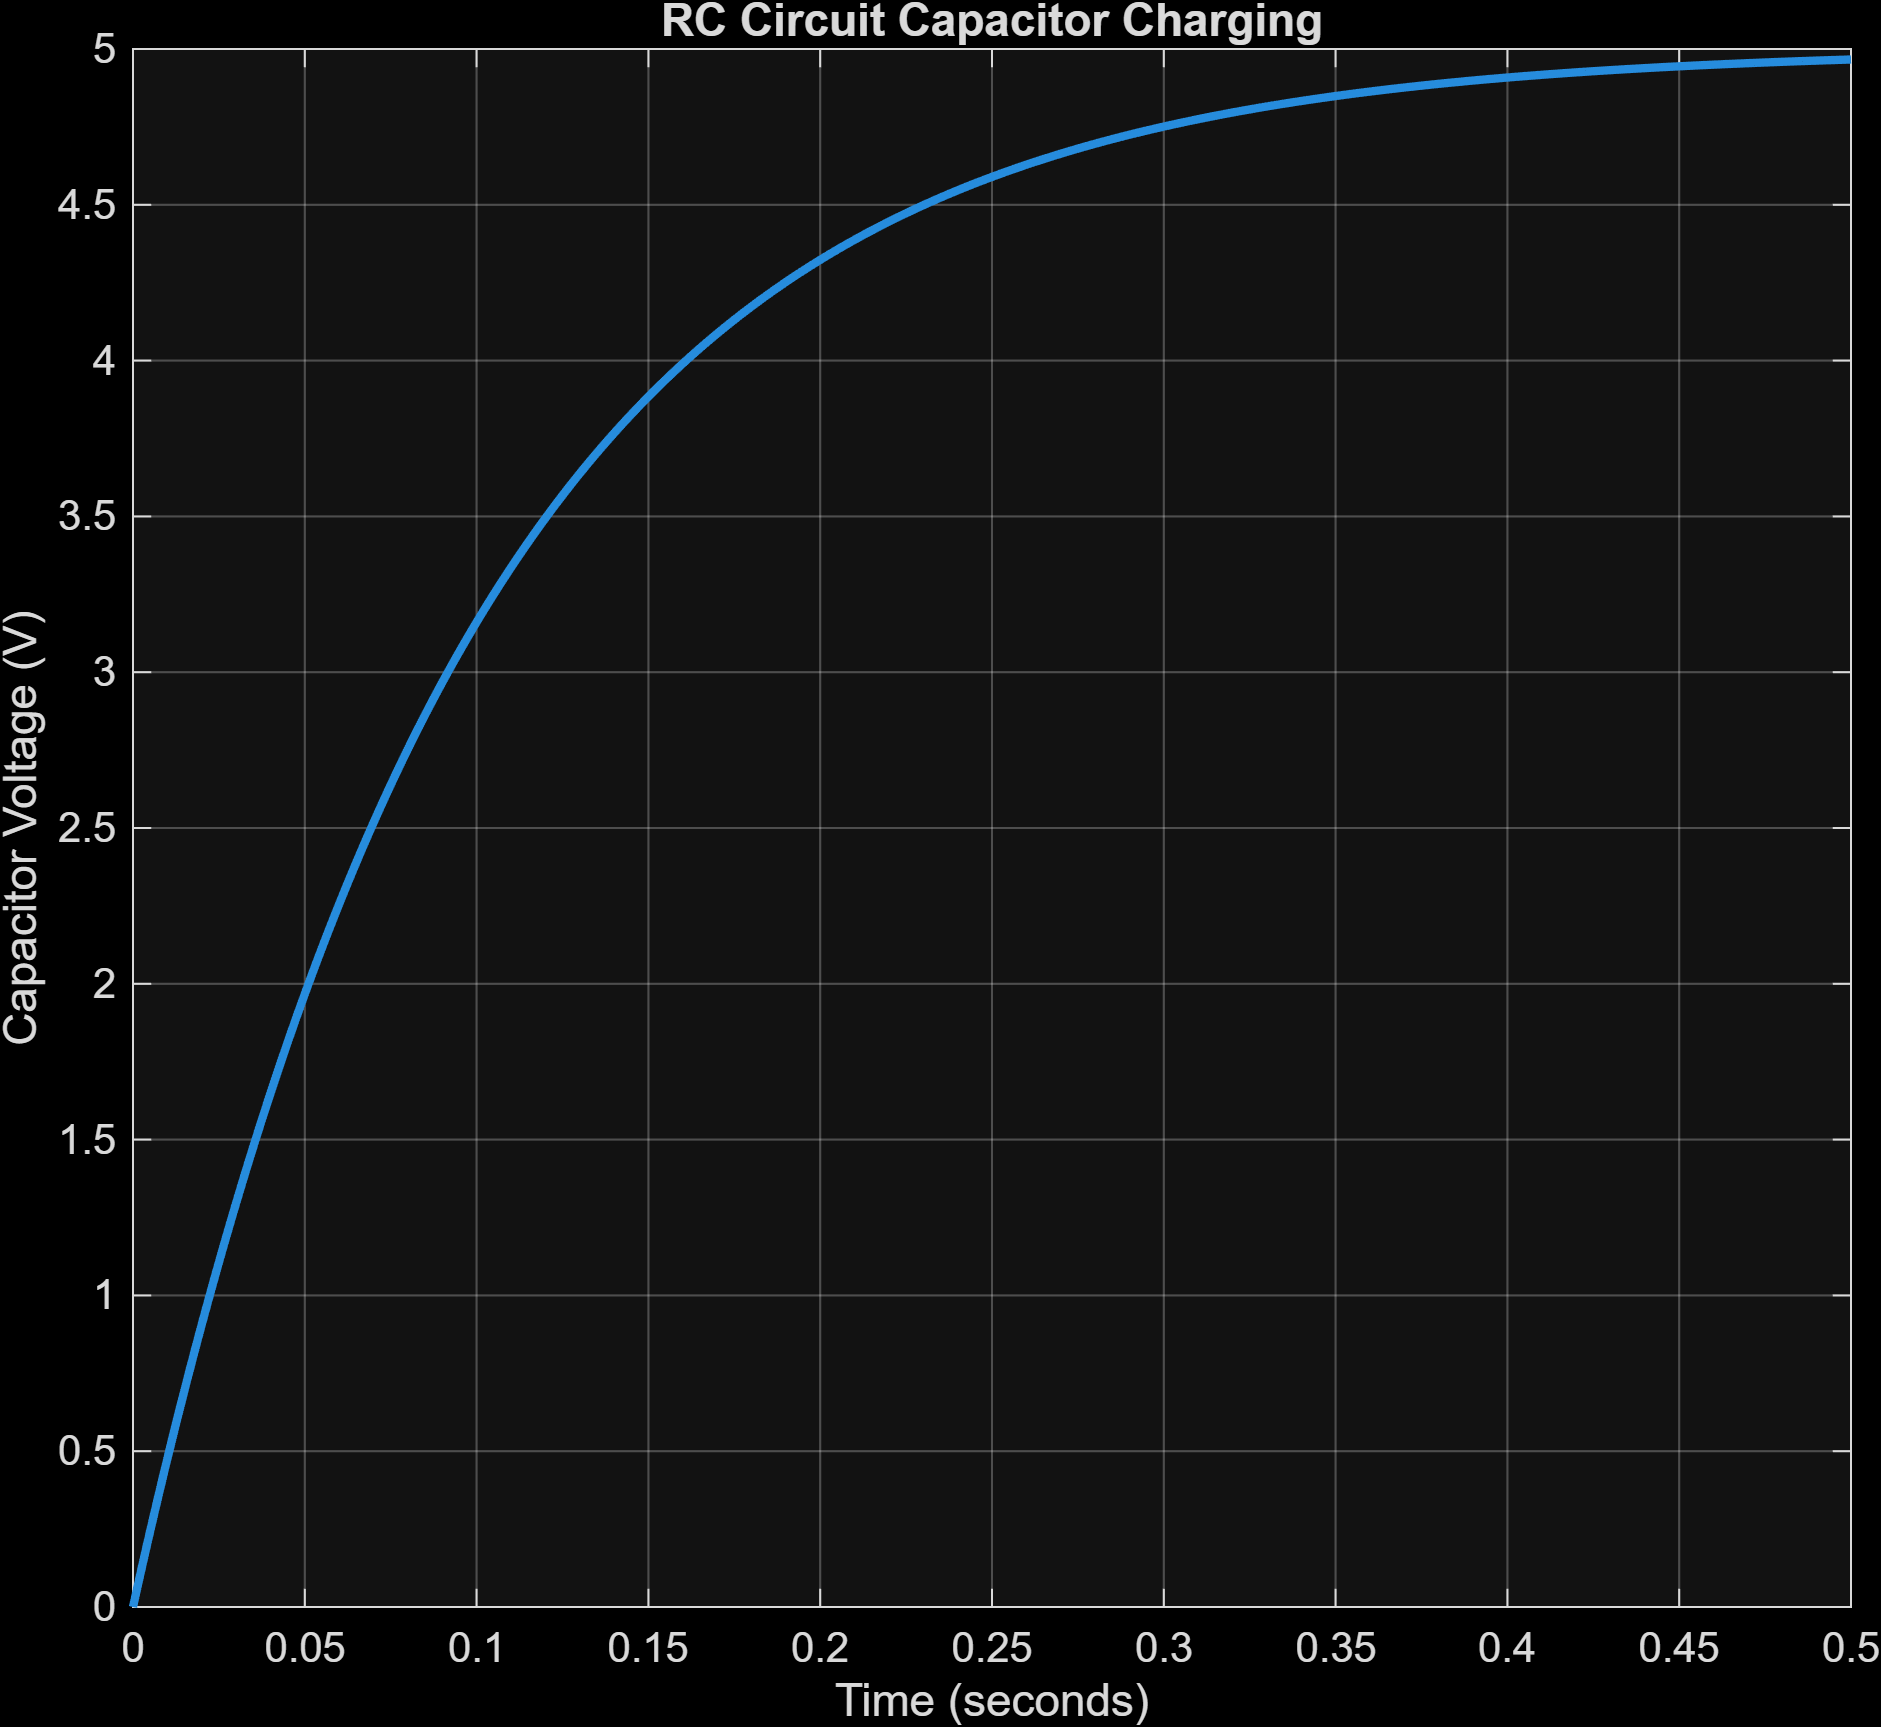 RC Circuit Capacitor Charging
5
4.5
4
3.5
3
2.5
2
1.5
1
0.5
0
Capacitor Voltage (V)
0 0.05 0.1 0.15 0.2 0.25 0.3 0.35 0.4 0.45 0.5
Time (seconds)